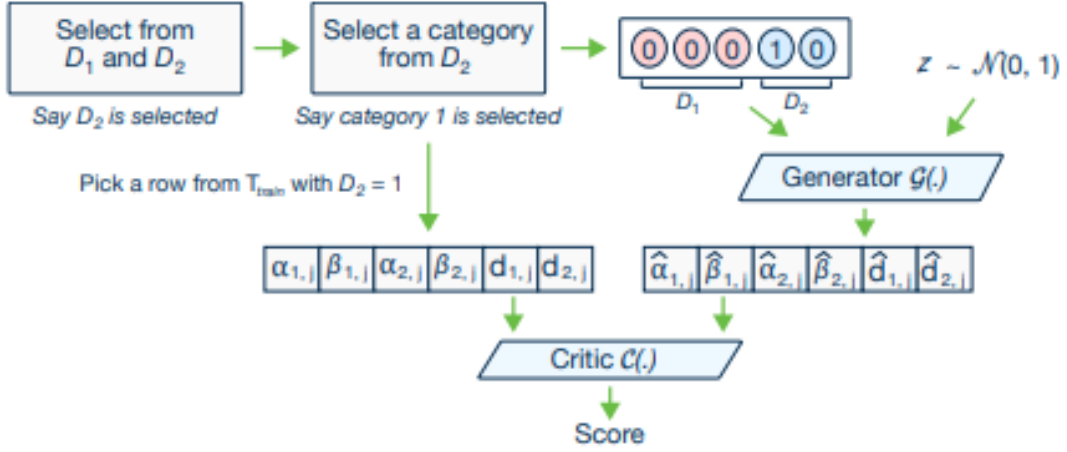 Select from
D₁ and D₂
Select a category
from D₂
0 0 0 1 0
D₁ D₂
z ~ 𝒩(0, 1)
Say D₂ is selected
Say category 1 is selected
Pick a row from T_train with D₂ = 1
Generator 𝒢(.)
α₁,ⱼ β₁,ⱼ α₂,ⱼ β₂,ⱼ d₁,ⱼ d₂,ⱼ
α̂₁,ⱼ β̂₁,ⱼ α̂₂,ⱼ β̂₂,ⱼ d̂₁,ⱼ d̂₂,ⱼ
Critic 𝒞(.)
Score